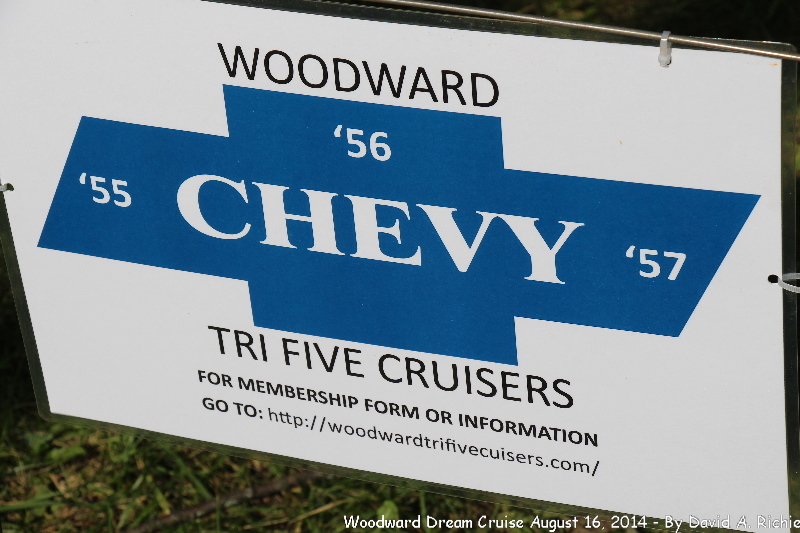 WOODWARD
‘56
‘55 CHEVY ‘57
TRI FIVE CRUISERS
FOR MEMBERSHIP FORM OR INFORMATION
GO TO: http://woodwardtrifivecuisers.com/
Woodward Dream Cruise August 16, 2014 - By David A. Richie